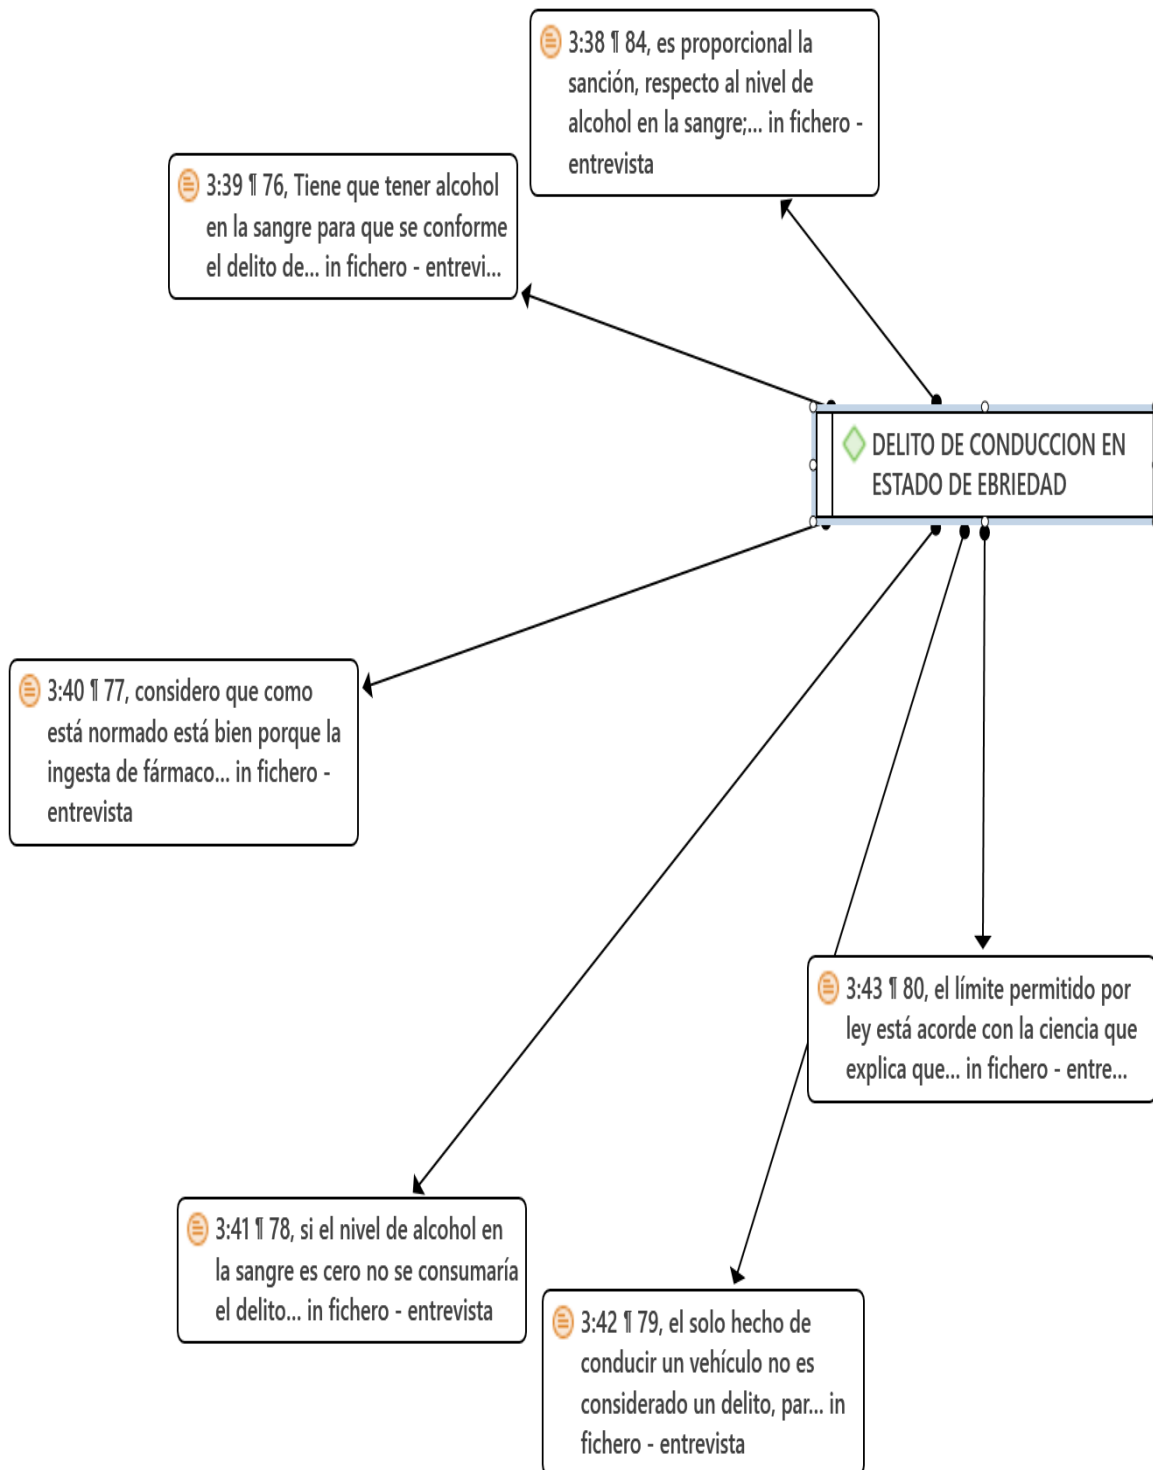 3:38 ¶ 84, es proporcional la
sanción, respecto al nivel de
alcohol en la sangre;... in fichero -
entrevista
3:39 ¶ 76, Tiene que tener alcohol
en la sangre para que se conforme
el delito de... in fichero - entrevi...
DELITO DE CONDUCCION EN
ESTADO DE EBRIEDAD
3:40 ¶ 77, considero que como
está normado está bien porque la
ingesta de fármaco... in fichero -
entrevista
3:43 ¶ 80, el límite permitido por
ley está acorde con la ciencia que
explica que... in fichero - entre...
3:41 ¶ 78, si el nivel de alcohol en
la sangre es cero no se consumaría
el delito... in fichero - entrevista
3:42 ¶ 79, el solo hecho de
conducir un vehículo no es
considerado un delito, par... in
fichero - entrevista